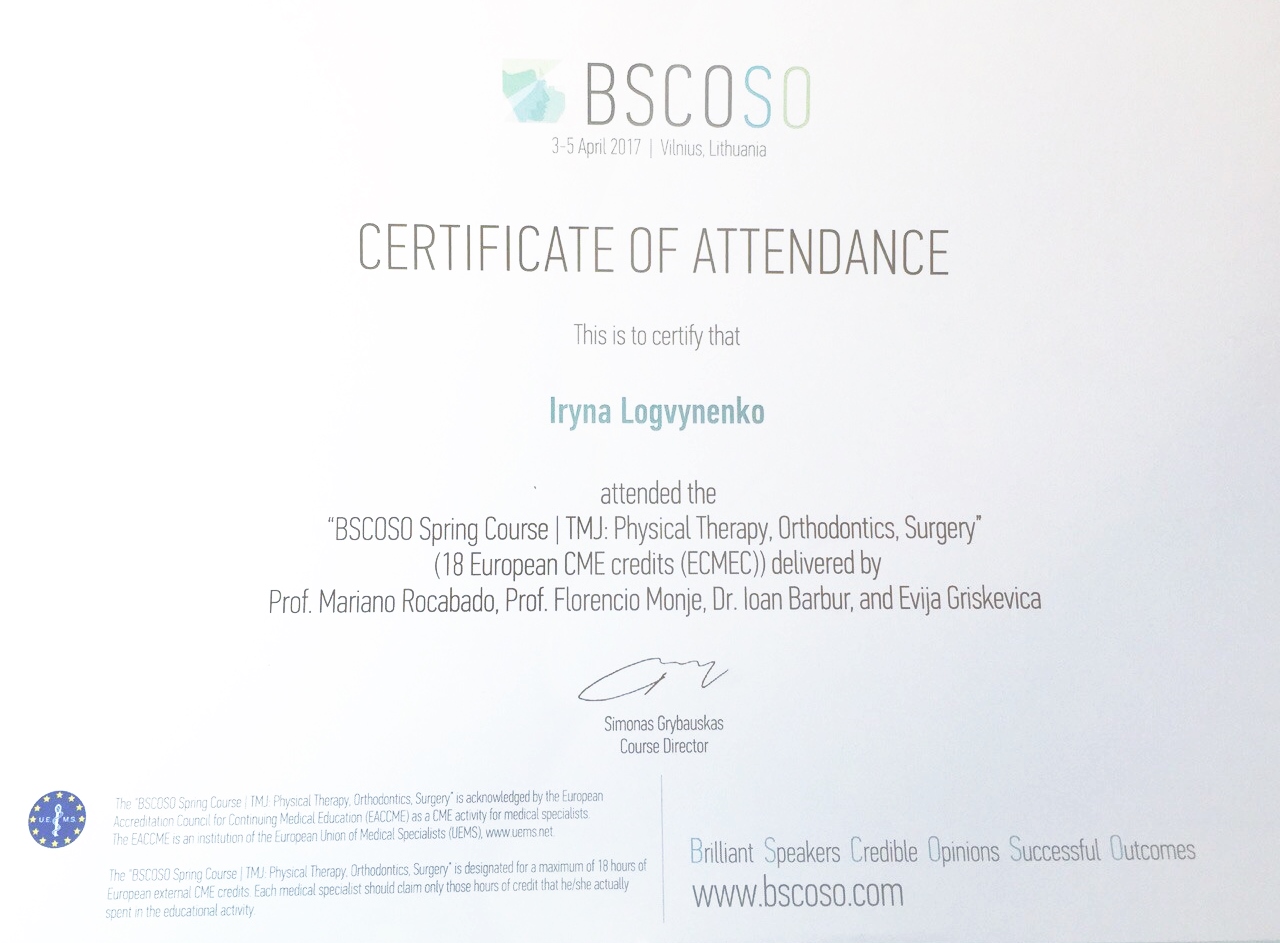 BSCOSO
3-5 April 2017 | Vilnius, Lithuania
CERTIFICATE OF ATTENDANCE
This is to certify that
Iryna Logvynenko
attended the
“BSCOSO Spring Course | TMJ: Physical Therapy, Orthodontics, Surgery”
(18 European CME credits (ECMEC)) delivered by
Prof. Mariano Rocabado, Prof. Florencio Monje, Dr. Ioan Barbur, and Evija Griskevica
Simonas Grybauskas
Course Director
U.E.M.S.
The “BSCOSO Spring Course | TMJ: Physical Therapy, Orthodontics, Surgery” is acknowledged by the European
Accreditation Council for Continuing Medical Education (EACCME) as a CME activity for medical specialists.
The EACCME is an institution of the European Union of Medical Specialists (UEMS), www.uems.net.
The “BSCOSO Spring Course | TMJ: Physical Therapy, Orthodontics, Surgery” is designated for a maximum of 18 hours of
European external CME credits. Each medical specialist should claim only those hours of credit that he/she actually
spent in the educational activity.
Brilliant Speakers Credible Opinions Successful Outcomes
www.bscoso.com